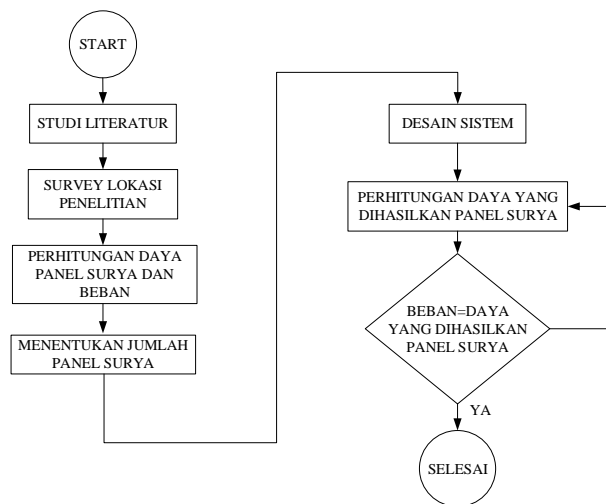 START
STUDI LITERATUR
SURVEY LOKASI
PENELITIAN
PERHITUNGAN DAYA
PANEL SURYA DAN
BEBAN
MENENTUKAN JUMLAH
PANEL SURYA
DESAIN SISTEM
PERHITUNGAN DAYA YANG
DIHASILKAN PANEL SURYA
BEBAN=DAYA
YANG DIHASILKAN
PANEL SURYA
YA
SELESAI